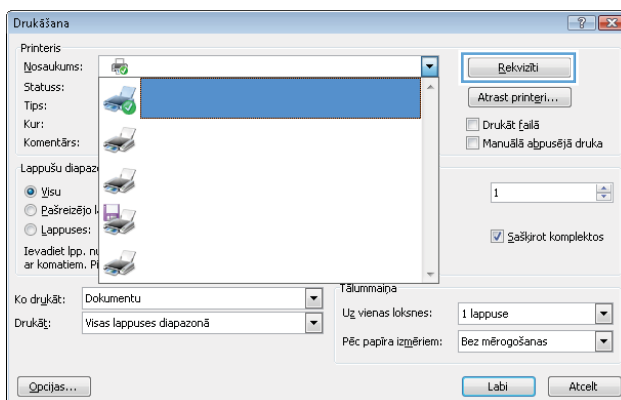 Drukāšana
Printeris
Nosaukums:
Rekvizīti
Statuss:
Atrast printeri...
Tips:
Kur:
Drukāt failā
Komentārs:
Manuālā abpusējā druka
Lappušu diapaz
Visu
1
Pašreizējo l
Lappuses:
Sašķirot komplektos
Ievadiet lpp. nu
ar komatiem. Pi
Tālummaiņa
Ko drukāt: Dokumentu
Uz vienas loksnes: 1 lappuse
Drukāt: Visas lappuses diapazonā
Pēc papīra izmēriem: Bez mērogošanas
Opcijas...
Labi
Atcelt